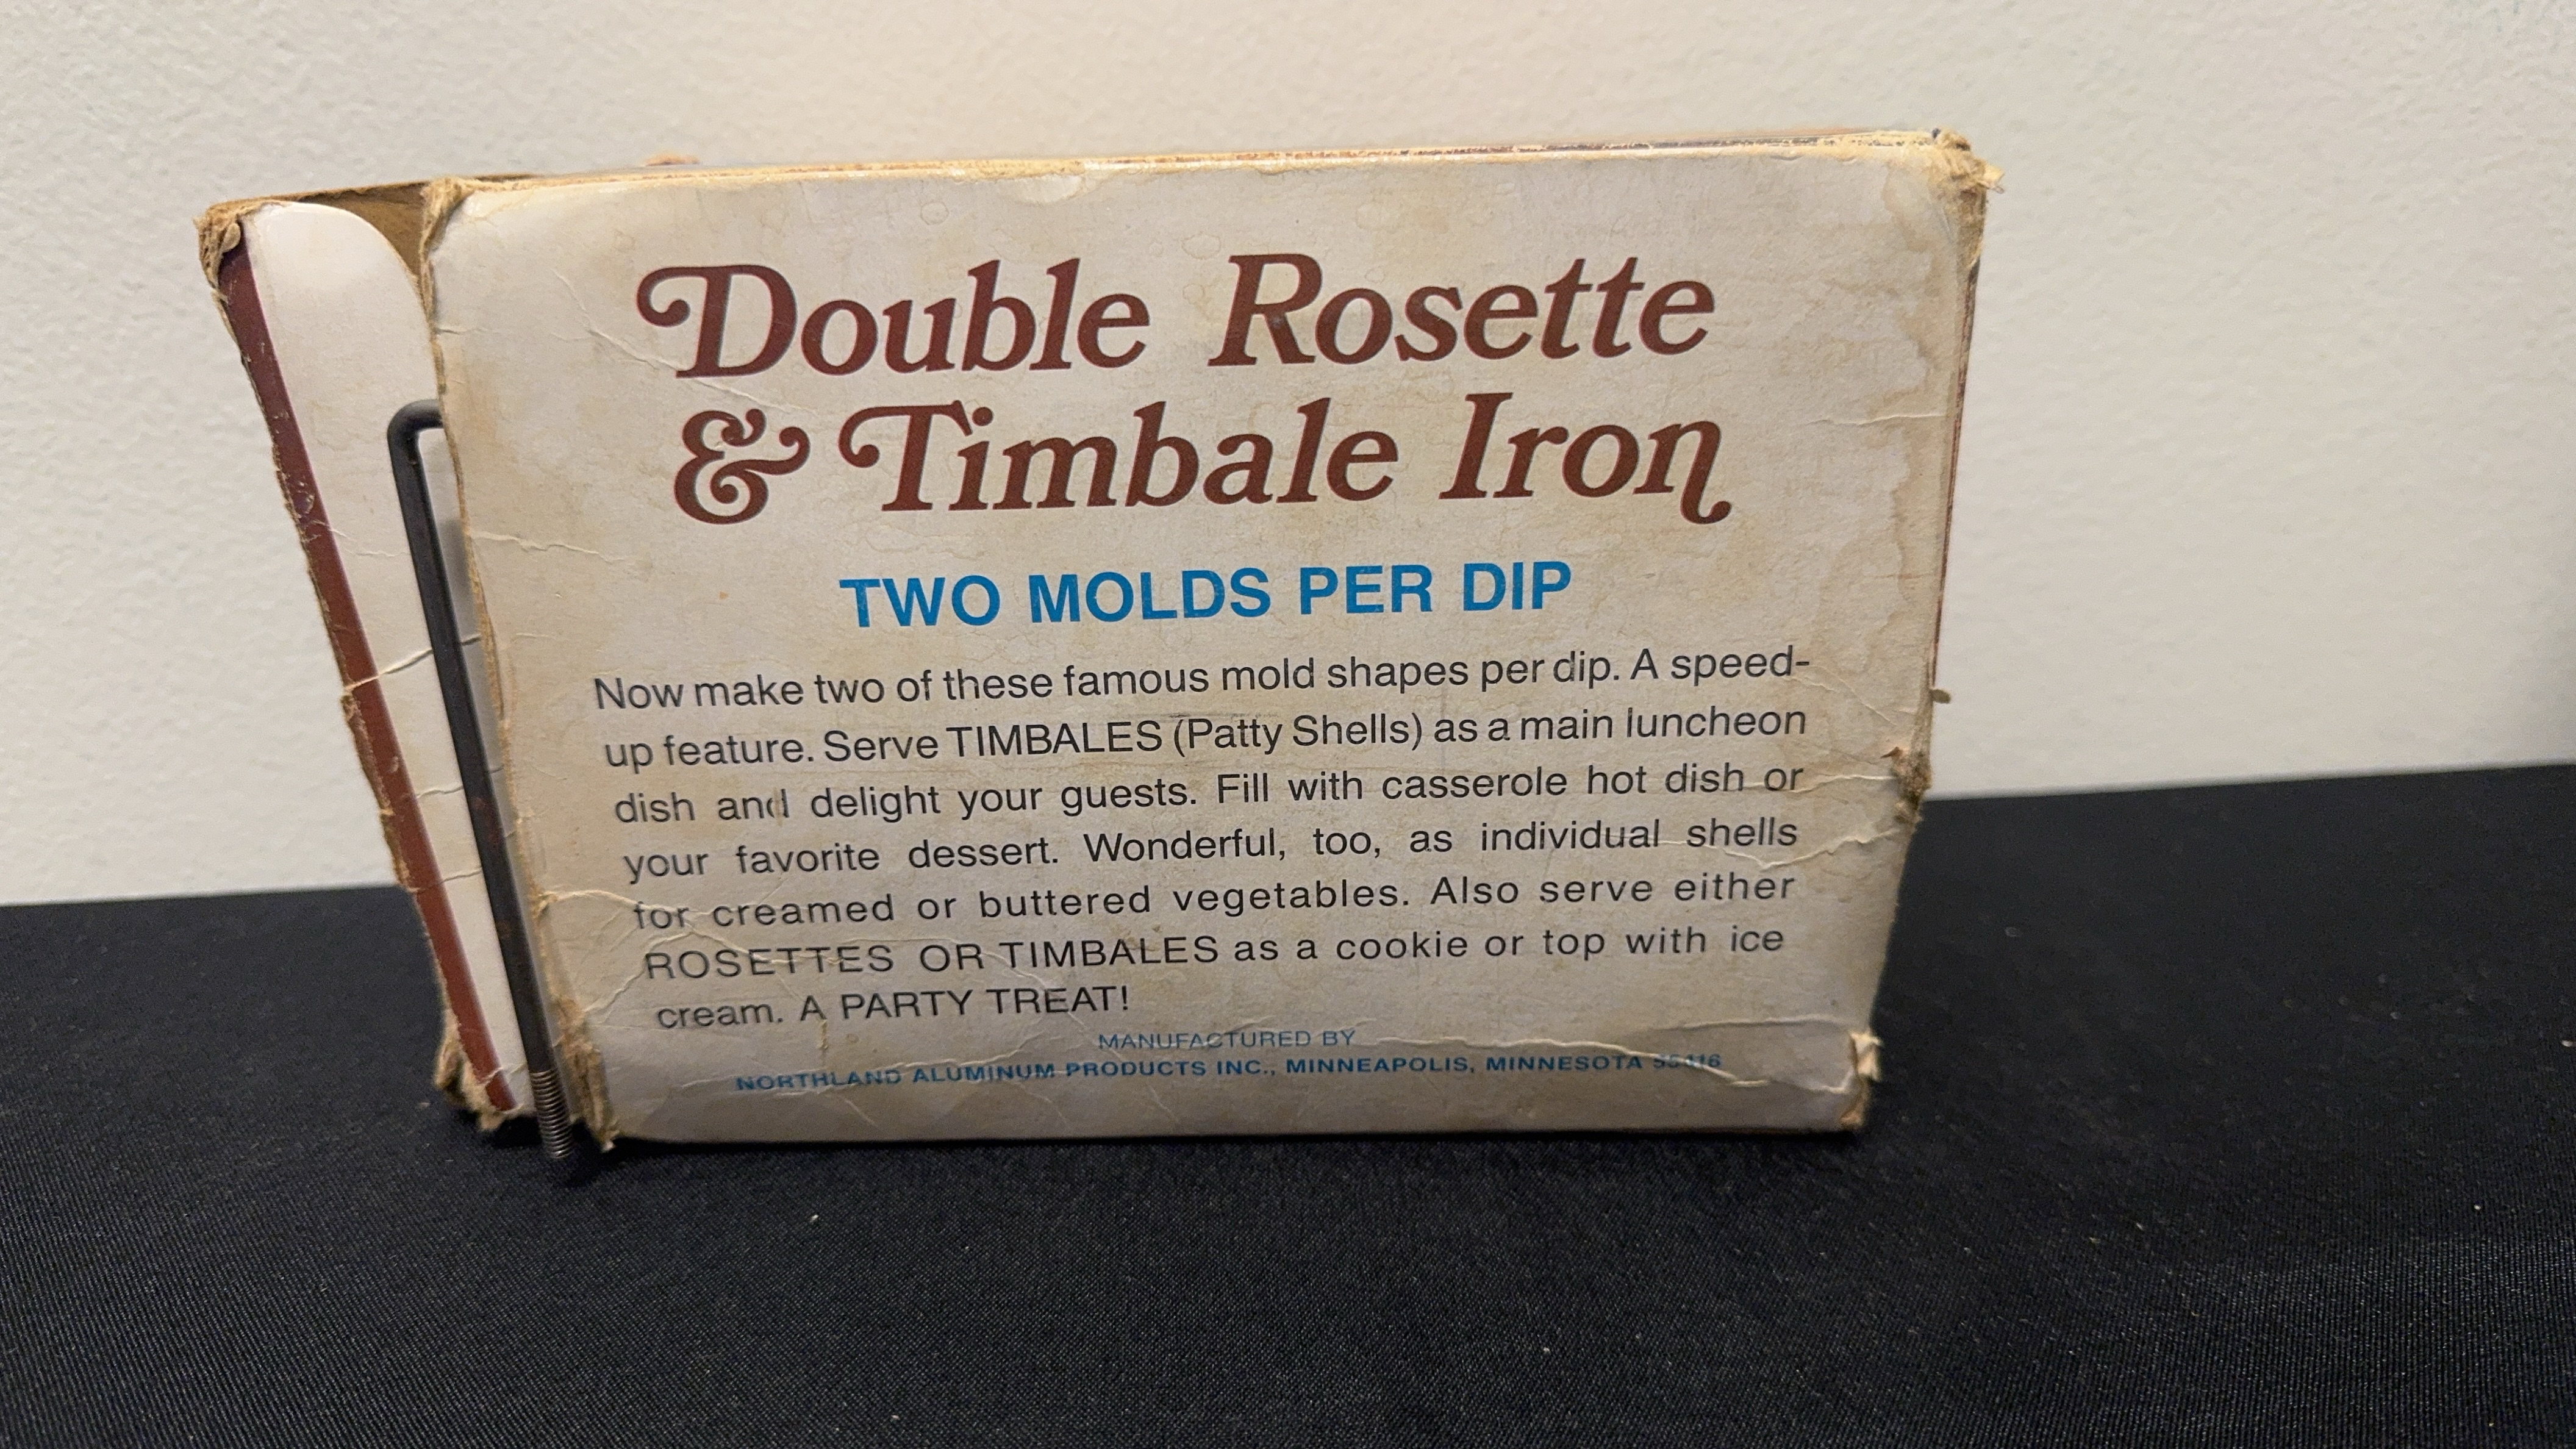 Double Rosette
& Timbale Iron
TWO MOLDS PER DIP
Now make two of these famous mold shapes per dip. A speed-
up feature. Serve TIMBALES (Patty Shells) as a main luncheon
dish and delight your guests. Fill with casserole hot dish or
your favorite dessert. Wonderful, too, as individual shells
for creamed or buttered vegetables. Also serve either
ROSETTES OR TIMBALES as a cookie or top with ice
cream. A PARTY TREAT!
MANUFACTURED BY
NORTHLAND ALUMINUM PRODUCTS INC., MINNEAPOLIS, MINNESOTA 55416